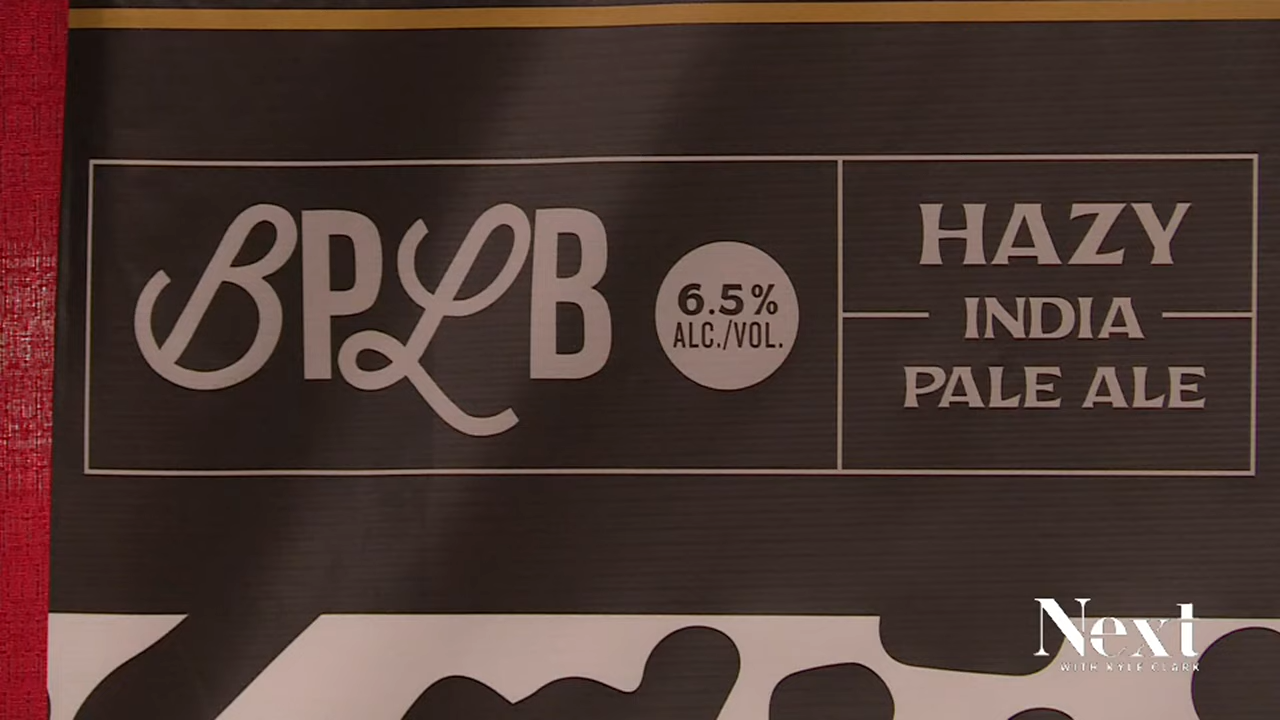 BPLB
6.5%
ALC./VOL.
HAZY
INDIA
PALE ALE
Next
WITH KYLE CLARK